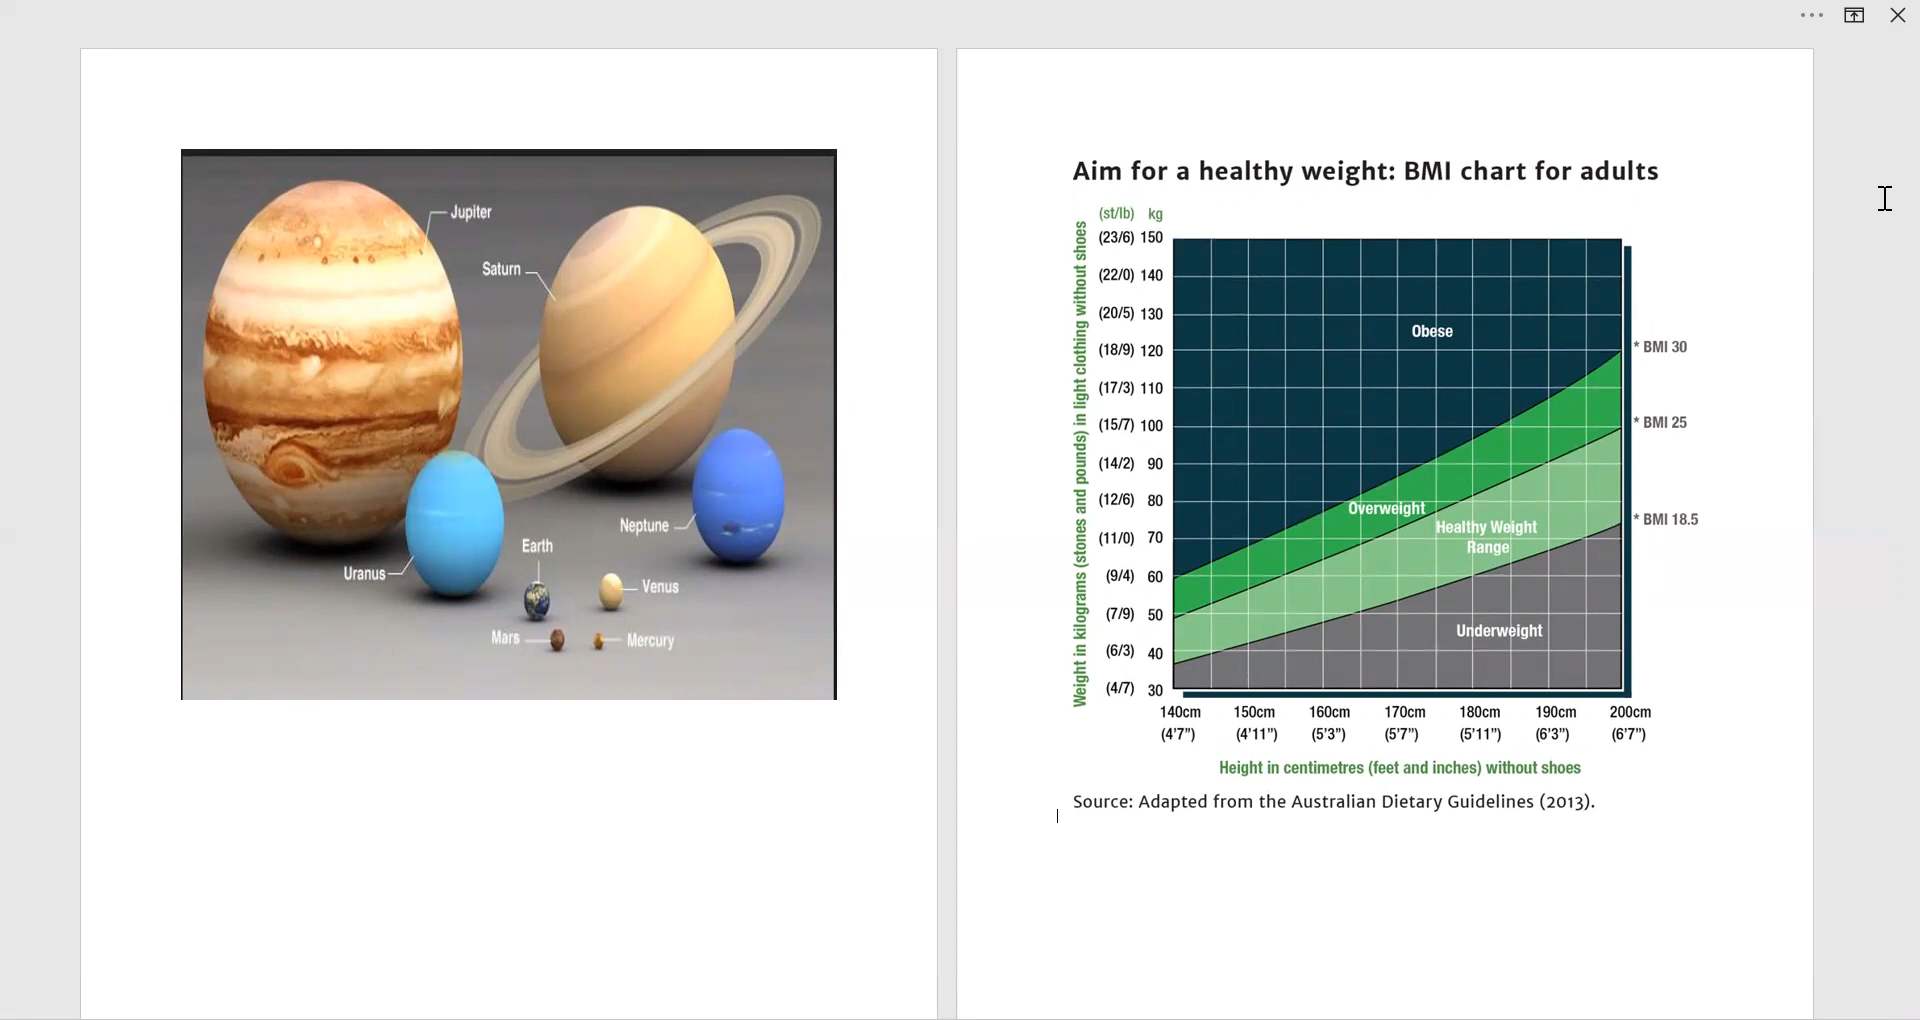 Jupiter
Saturn
Neptune
Earth
Uranus
Venus
Mars
Mercury
Aim for a healthy weight: BMI chart for adults
Weight in kilograms (stones and pounds) in light clothing without shoes
(st/lb) kg
(23/6) 150
(22/0) 140
(20/5) 130
(18/9) 120
(17/3) 110
(15/7) 100
(14/2) 90
(12/6) 80
(11/0) 70
(9/4) 60
(7/9) 50
(6/3) 40
(4/7) 30
Obese
* BMI 30
* BMI 25
Overweight
Healthy Weight
Range
* BMI 18.5
Underweight
140cm 150cm 160cm 170cm 180cm 190cm 200cm
(4'7”) (4'11”) (5'3”) (5'7”) (5'11”) (6'3”) (6'7”)
Height in centimetres (feet and inches) without shoes
Source: Adapted from the Australian Dietary Guidelines (2013).